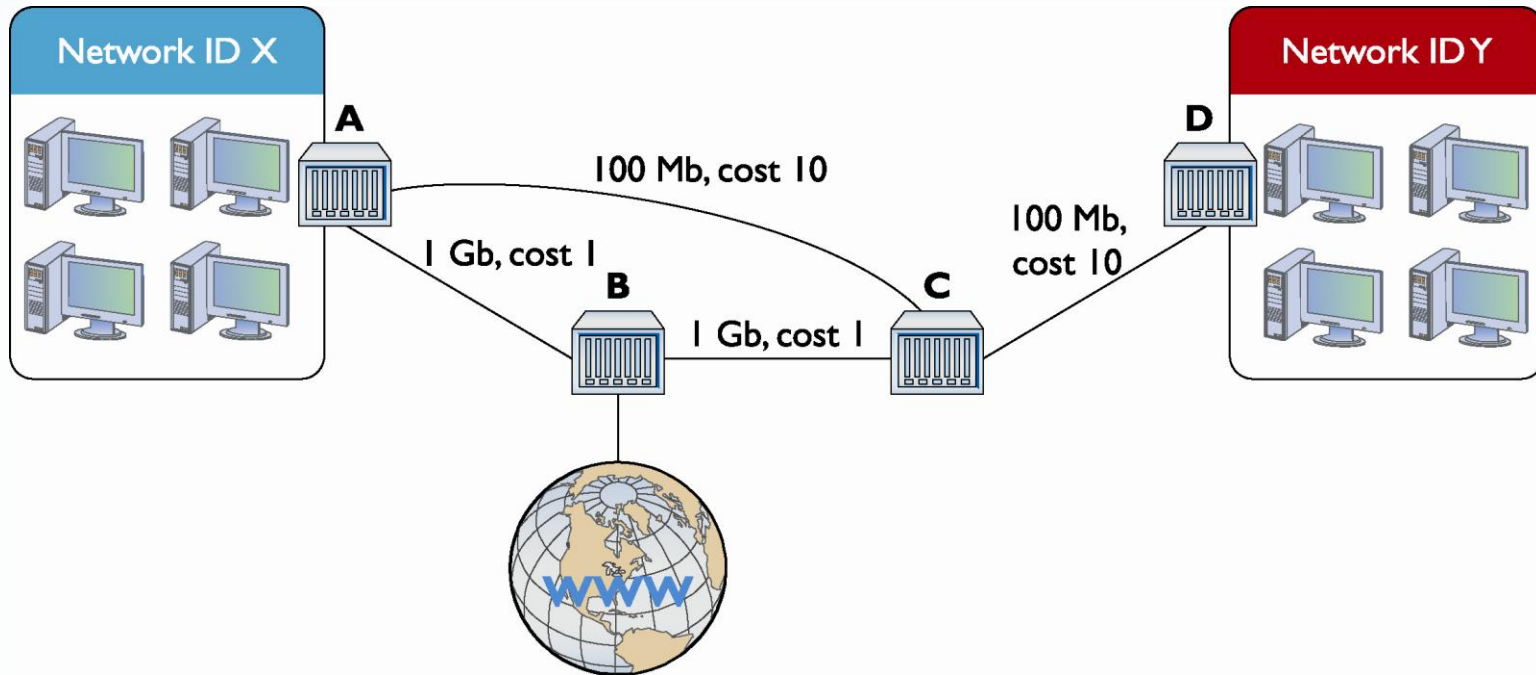 Network ID X
Network ID Y
A
D
100 Mb, cost 10
100 Mb,
cost 10
1 Gb, cost 1
B
C
1 Gb, cost 1
WWW